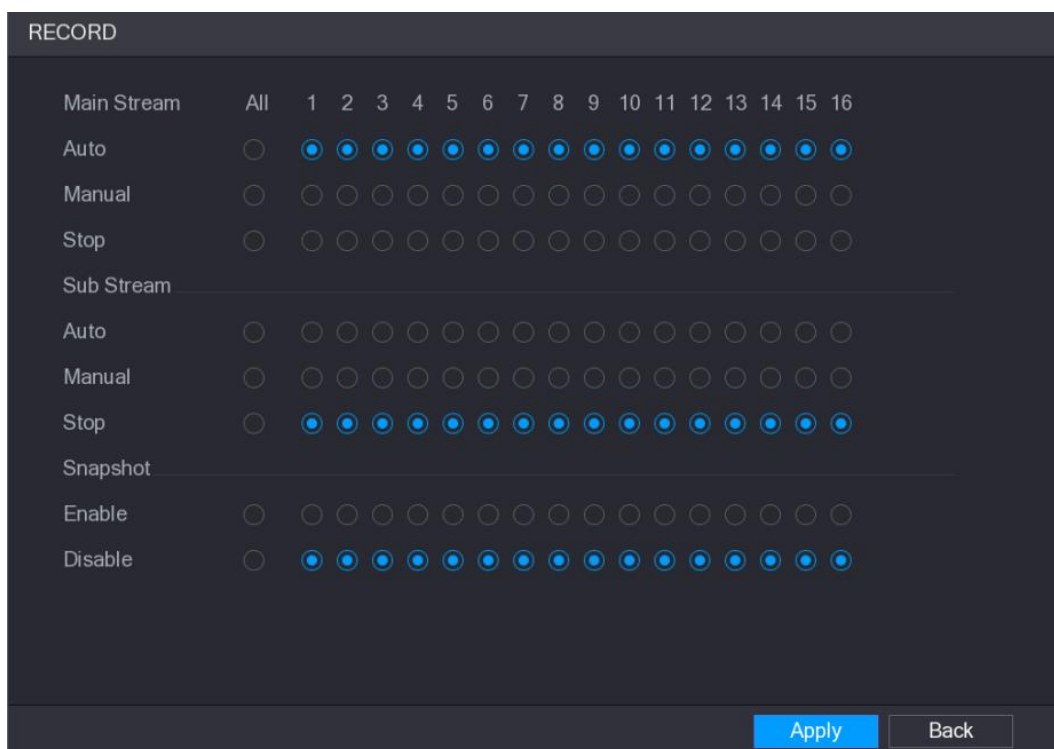 RECORD
Main Stream All 1 2 3 4 5 6 7 8 9 10 11 12 13 14 15 16
Auto
Manual
Stop
Sub Stream
Auto
Manual
Stop
Snapshot
Enable
Disable
Apply Back